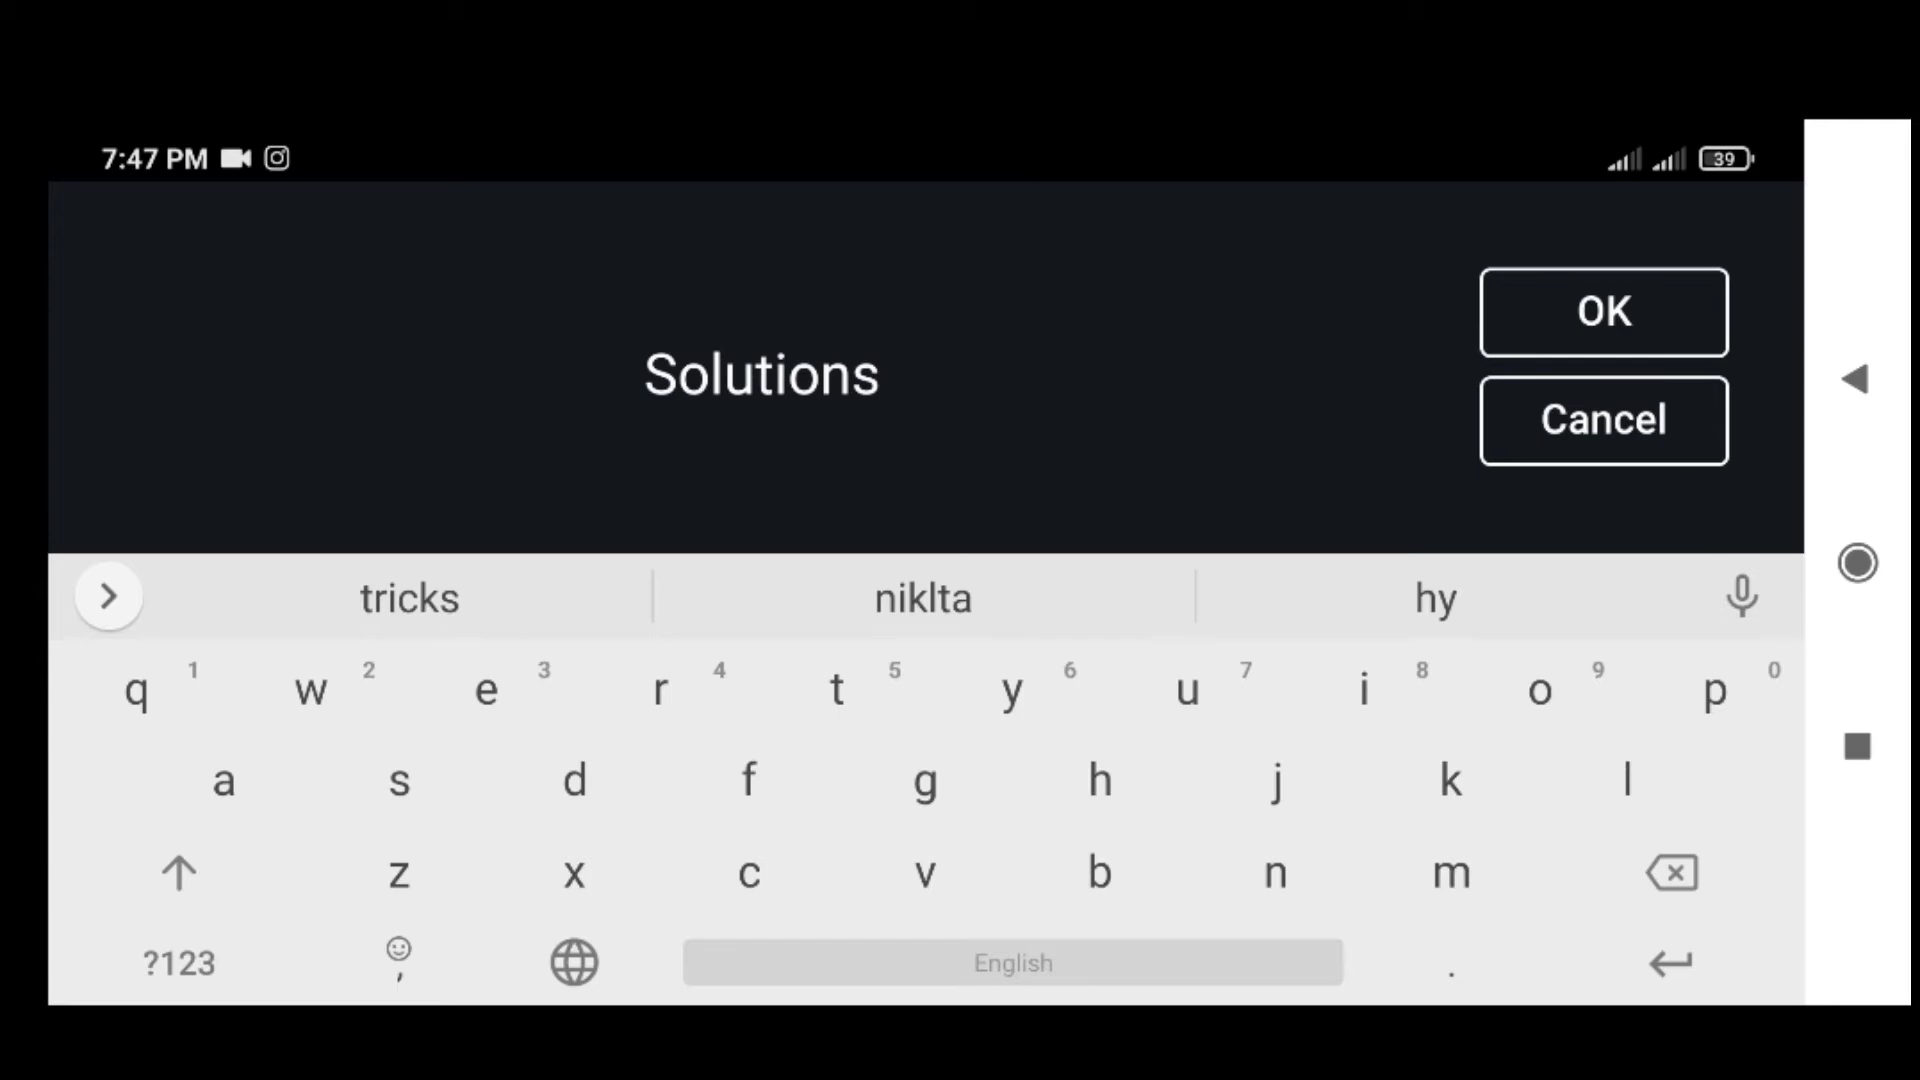 7:47 PM 39
OK
Solutions
Cancel
tricks niklta hy
q 1 w 2 e 3 r 4 t 5 y 6 u 7 i 8 o 9 p 0
a s d f g h j k l
z x c v b n m
?123 , English .